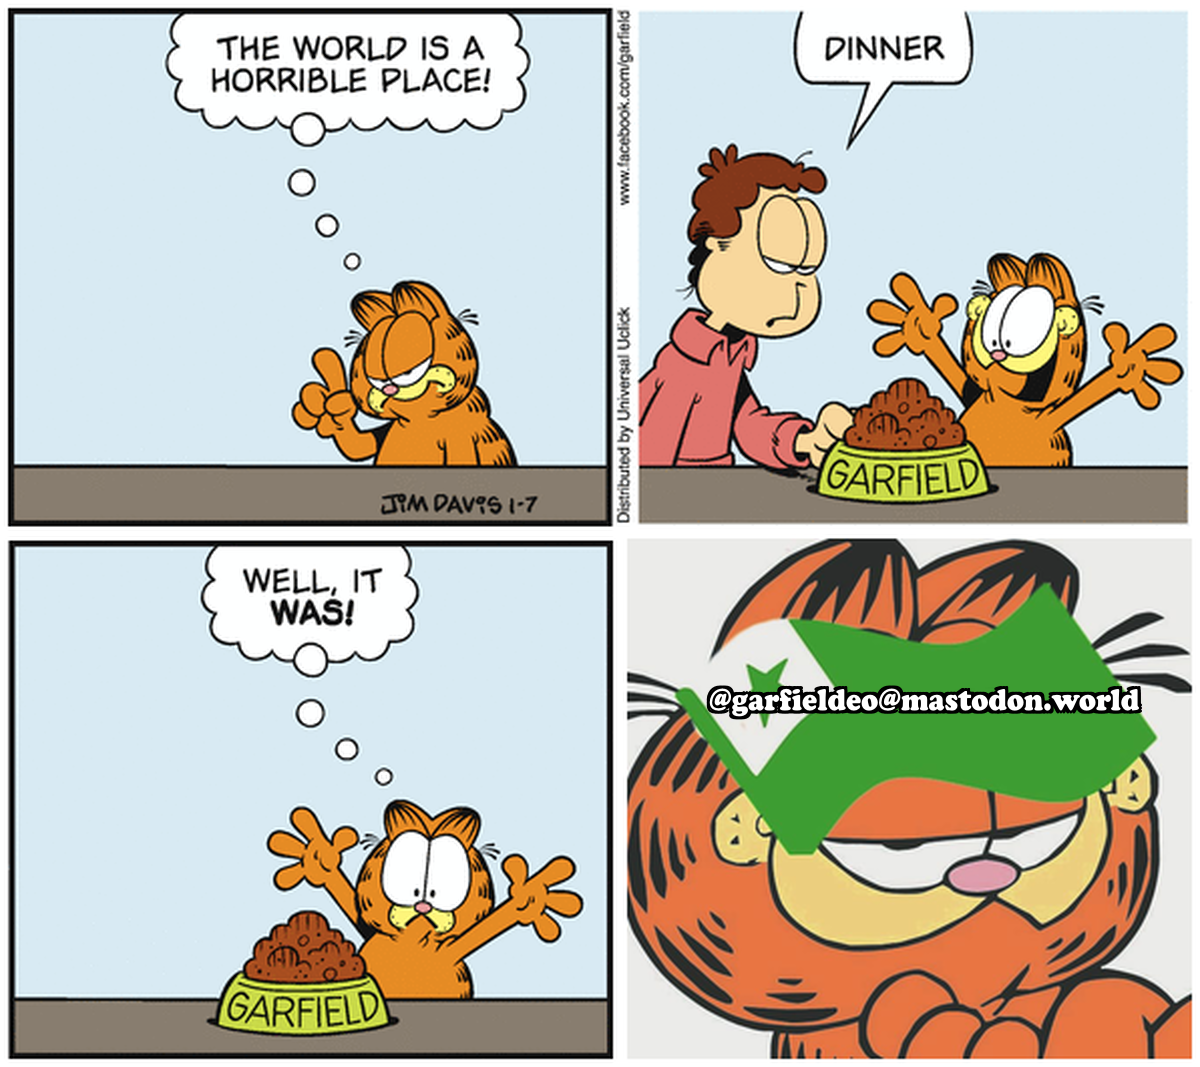 THE WORLD IS A
HORRIBLE PLACE!
JIM DAVIS 1-7
www.facebook.com/garfield
Distributed by Universal Uclick
DINNER
GARFIELD
WELL, IT
WAS!
GARFIELD
@garfieldeo@mastodon.world